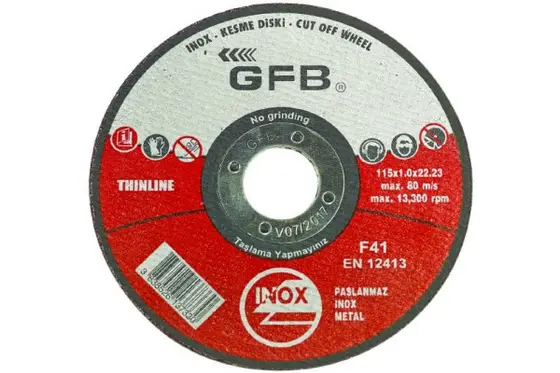 INOX - KESME DiSKi - CUT OFF WHEEL
GFB®
No grinding
GFB
THINLINE
115x1.0x22.23
max. 80 m/s
max. 13,300 rpm
V07/2017
Taşlama Yapmayınız
F41
EN 12413
INOX
PASLANMAZ
INOX
METAL